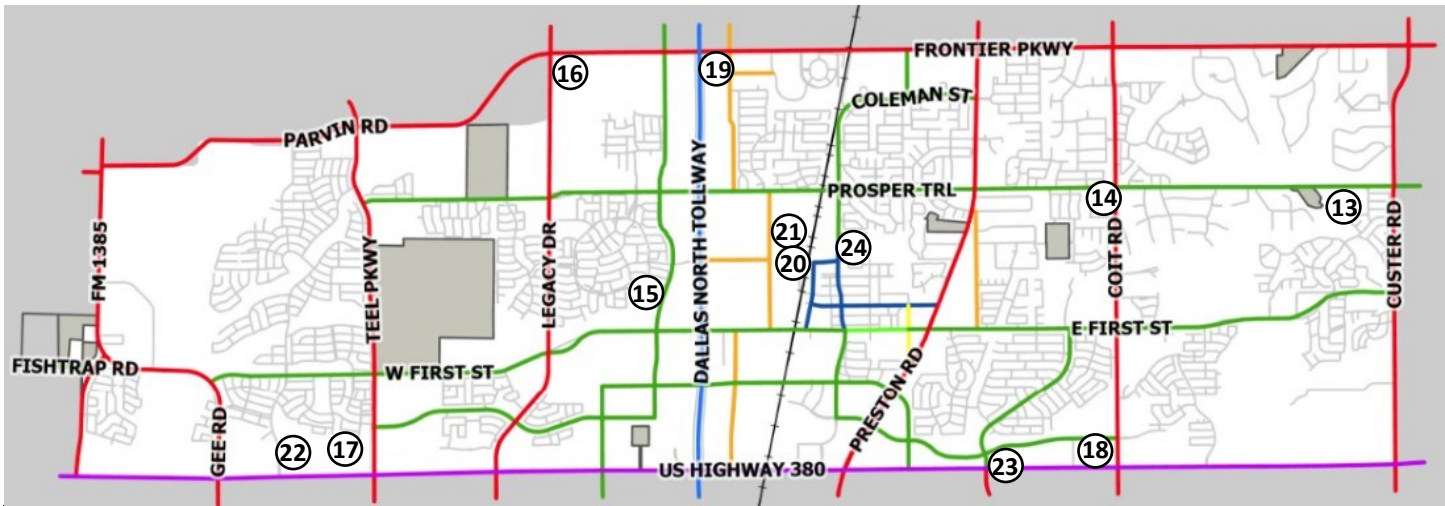 FRONTIER PKWY
16
19
COLEMAN ST
PARVIN RD
DALLAS NORTH TOLLWAY
PROSPER TRL
14
13
FM 1385
TEEL PKWY
LEGACY DR
21
24
20
COIT RD
CUSTER RD
15
E FIRST ST
FISHTRAP RD
W FIRST ST
PRESTON RD
GEE RD
22
17
18
US HIGHWAY 380
23